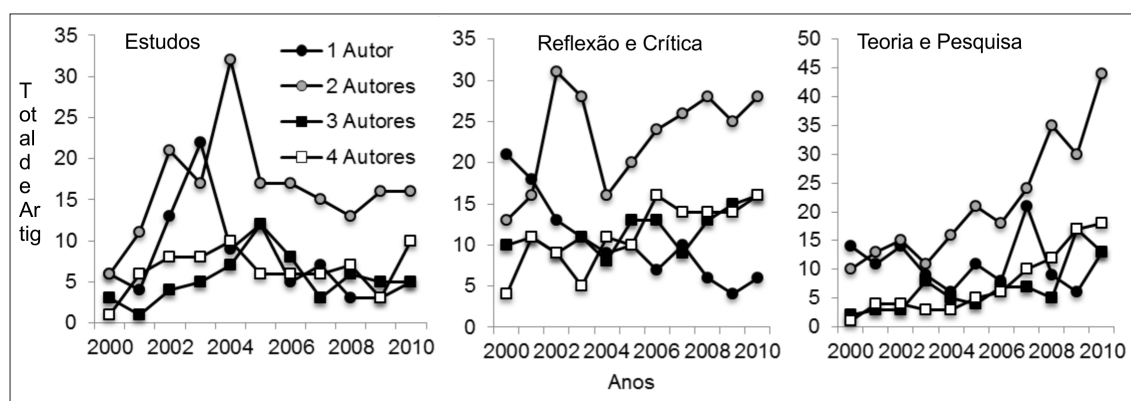 Estudos
1 Autor
2 Autores
3 Autores
4 Autores
T
ot
al
d
e
Ar
tig
35
30
25
20
15
10
5
0
2000 2002 2004 2006 2008 2010
Reflexão e Crítica
35
30
25
20
15
10
5
0
2000 2002 2004 2006 2008 2010
Anos
Teoria e Pesquisa
50
45
40
35
30
25
20
15
10
5
0
2000 2002 2004 2006 2008 2010